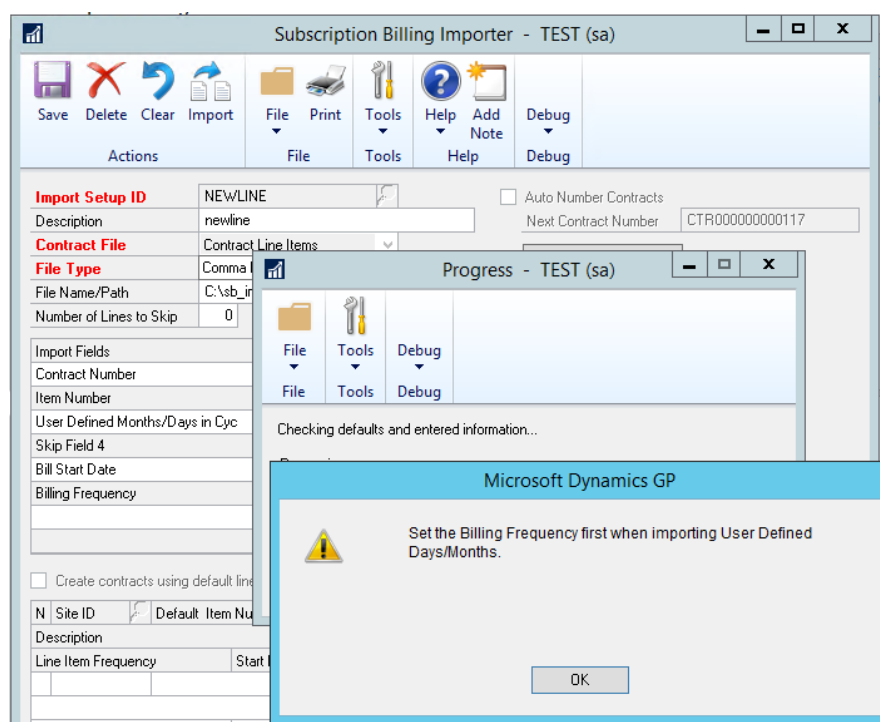 Subscription Billing Importer - TEST (sa)
Save Delete Clear Import File Print Tools Help Add Note Debug
Actions File Tools Help Debug
Import Setup ID NEWLINE Auto Number Contracts
Description newline Next Contract Number CTR000000000117
Contract File Contract Line Items
File Type Comma
File Name/Path
Number of Lines to Skip 0
Import Fields
Contract Number
Item Number
User Defined Months/Days in Cyc
Skip Field 4
Bill Start Date
Billing Frequency
Create contracts using default line
N Site ID Default Item Nu
Description
Line Item Frequency Start
Progress - TEST (sa)
File Tools Debug
File Tools Debug
Checking defaults and entered information...
Microsoft Dynamics GP
Set the Billing Frequency first when importing User Defined
Days/Months.
OK